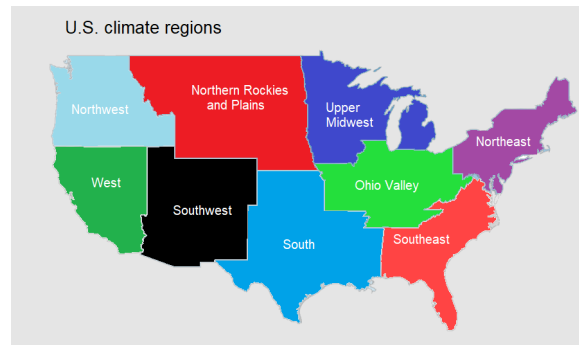 U.S. climate regions
Northwest
Northern Rockies
and Plains
Upper
Midwest
Northeast
West
Southwest
Ohio Valley
South
Southeast